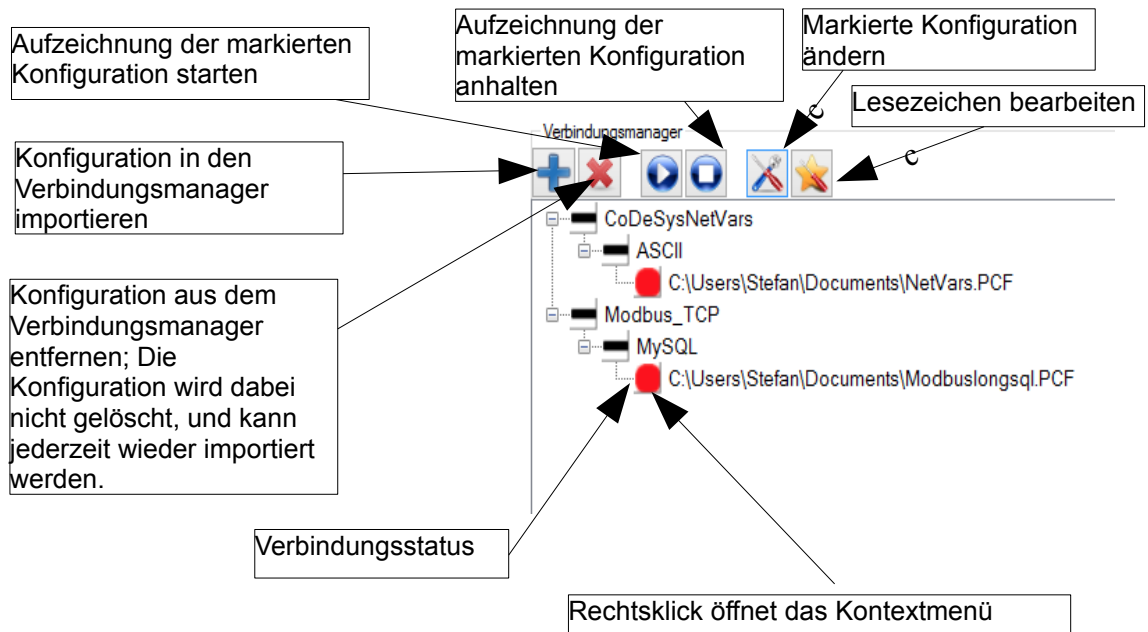 Aufzeichnung der markierten
Konfiguration starten
Aufzeichnung der
markierten Konfiguration
anhalten
Markierte Konfiguration
ändern
Lesezeichen bearbeiten
c
c
Konfiguration in den
Verbindungsmanager
importieren
Konfiguration aus dem
Verbindungsmanager
entfernen; Die
Konfiguration wird dabei
nicht gelöscht, und kann
jederzeit wieder importiert
werden.
Verbindungsmanager
CoDeSysNetVars
ASCII
C:\Users\Stefan\Documents\NetVars.PCF
Modbus_TCP
MySQL
C:\Users\Stefan\Documents\Modbuslongsql.PCF
Verbindungsstatus
Rechtsklick öffnet das Kontextmenü